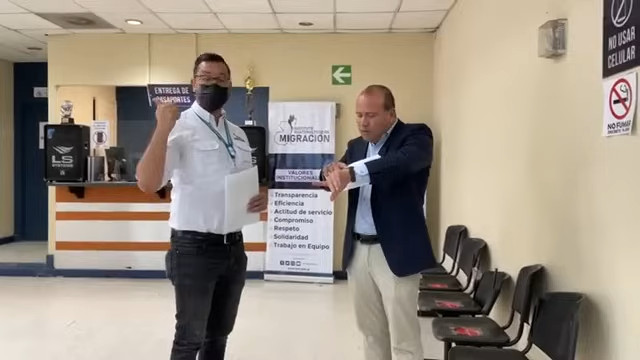 ENTREGA DE
PASAPORTES
LS
INSTITUTO
GUATEMALTECO DE
MIGRACIÓN
VALORES
INSTITUCIONALES
Transparencia
Eficiencia
Actitud de servicio
Compromiso
Respeto
Solidaridad
Trabajo en Equipo
NO USAR
CELULAR
NO FUMAR